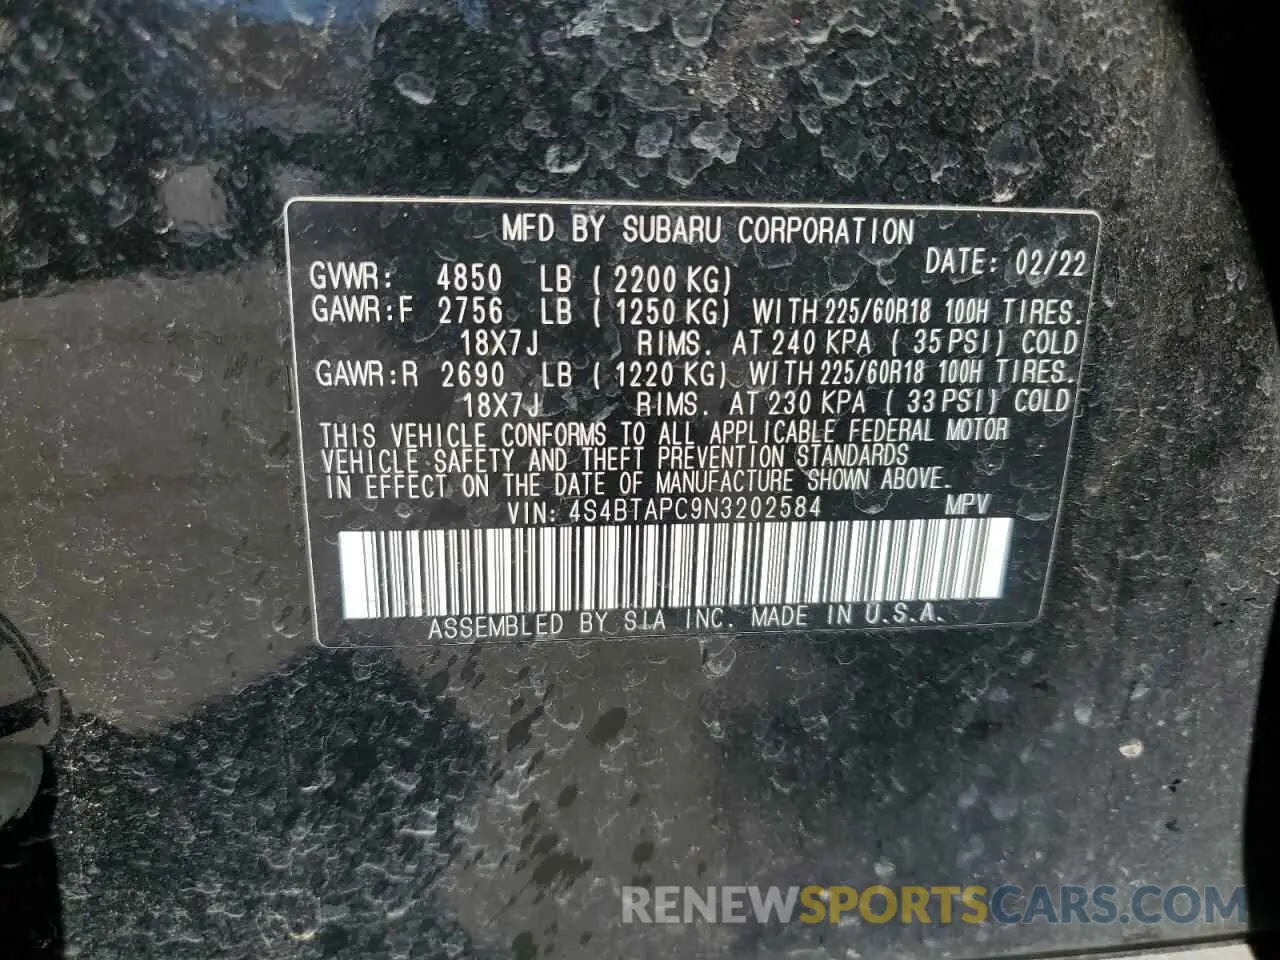 MFD BY SUBARU CORPORATION
DATE: 02/22
GVWR: 4850 LB (2200 KG)
GAWR:F 2756 LB (1250 KG) WITH 225/60R18 100H TIRES.
18X7J RIMS. AT 240 KPA (35 PSI) COLD
GAWR:R 2690 LB (1220 KG) WITH 225/60R18 100H TIRES.
18X7J RIMS. AT 230 KPA (33 PSI) COLD
THIS VEHICLE CONFORMS TO ALL APPLICABLE FEDERAL MOTOR
VEHICLE SAFETY AND THEFT PREVENTION STANDARDS
IN EFFECT ON THE DATE OF MANUFACTURE SHOWN ABOVE.
VIN: 4S4BTAPC9N3202584 MPV
ASSEMBLED BY SIA INC. MADE IN U.S.A.
RENEWSPORTSCARS.COM